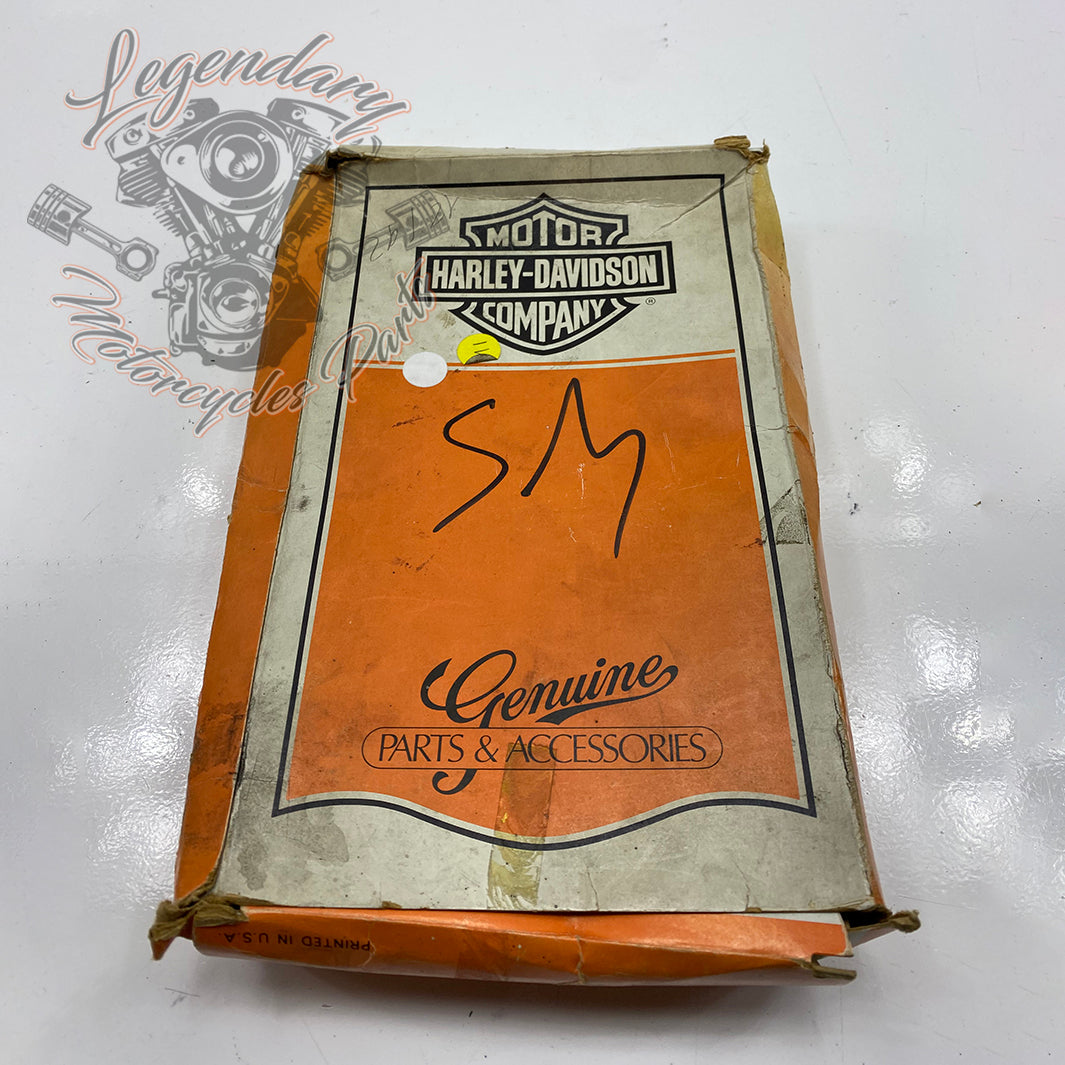 Legendary
Motorcycles Parts
MOTOR
HARLEY-DAVIDSON
COMPANY
®
SM
Genuine
PARTS & ACCESSORIES
PRINTED IN U.S.A.